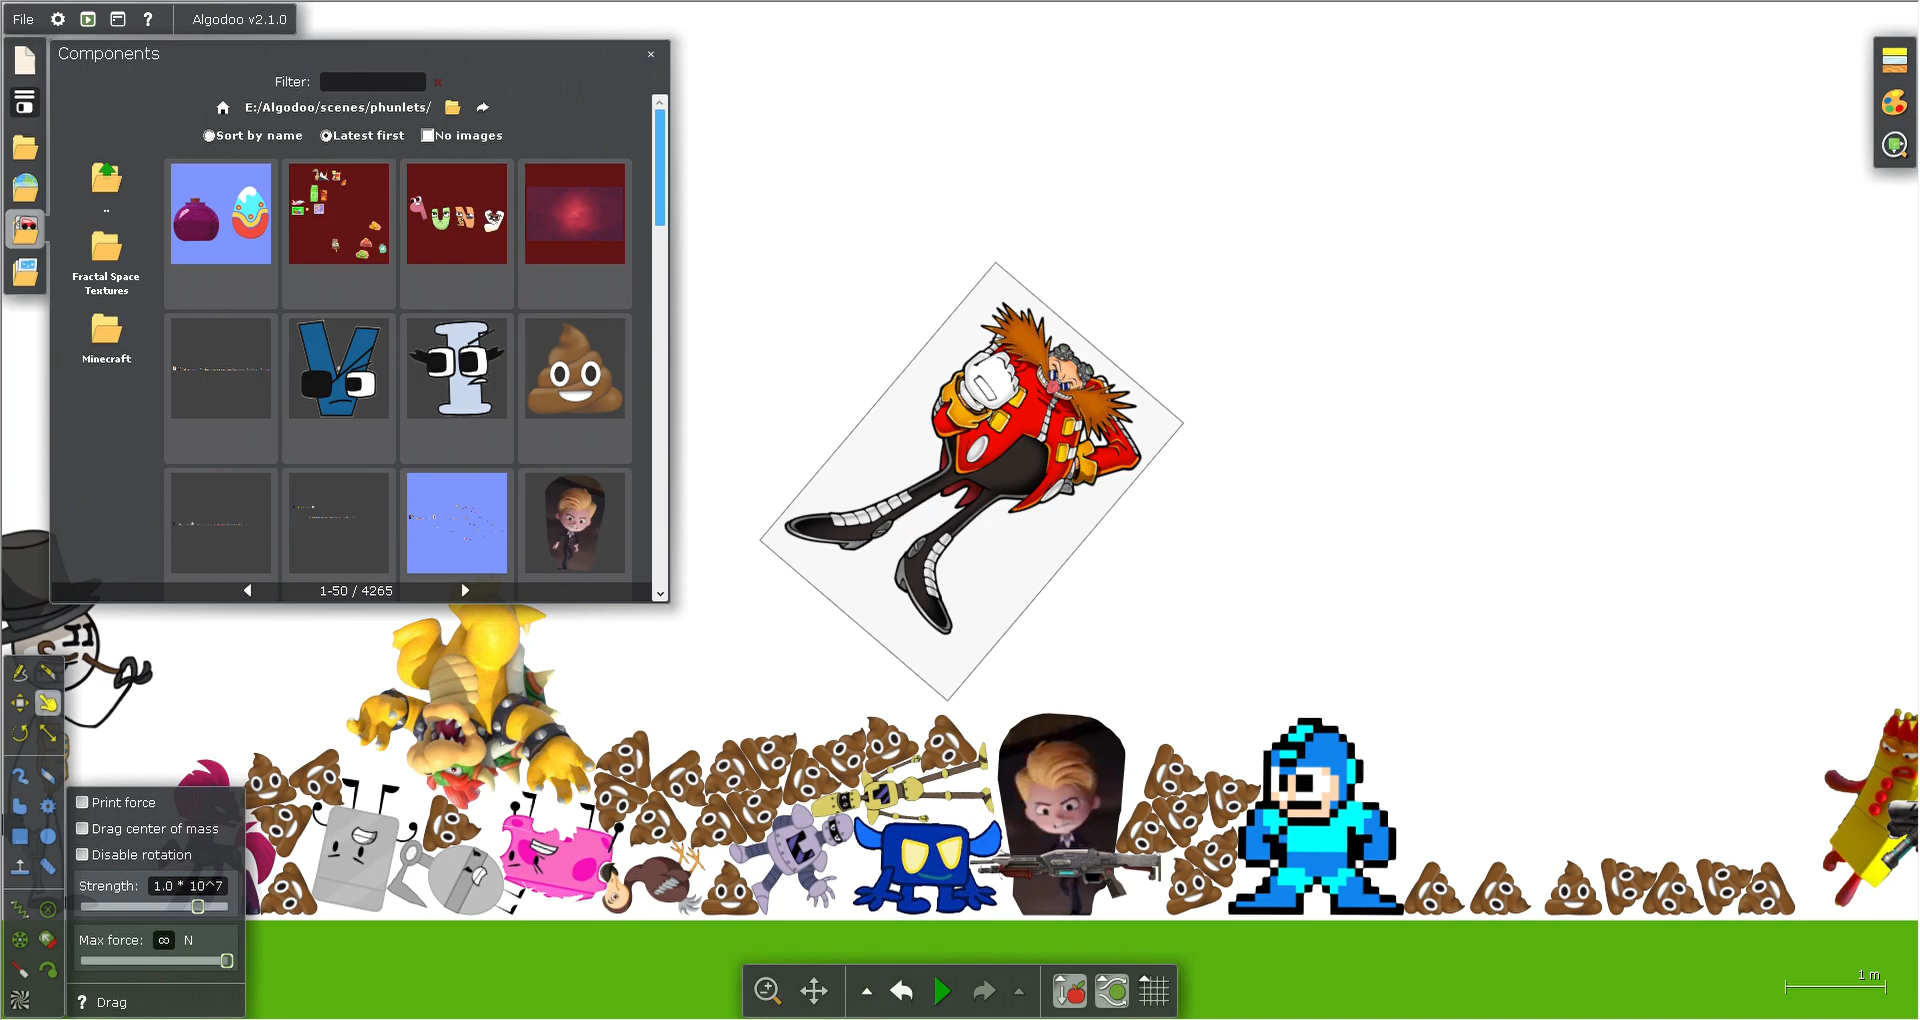 File
?
Algodoo v2.1.0
Components
×
Filter:
E:/Algodoo/scenes/phunlets/
Sort by name
Latest first
No images
..
Fractal Space
Textures
Minecraft
1-50 / 4265
Print force
Drag center of mass
Disable rotation
Strength: 1.0 * 10^7
Max force: ∞ N
? Drag
1 m